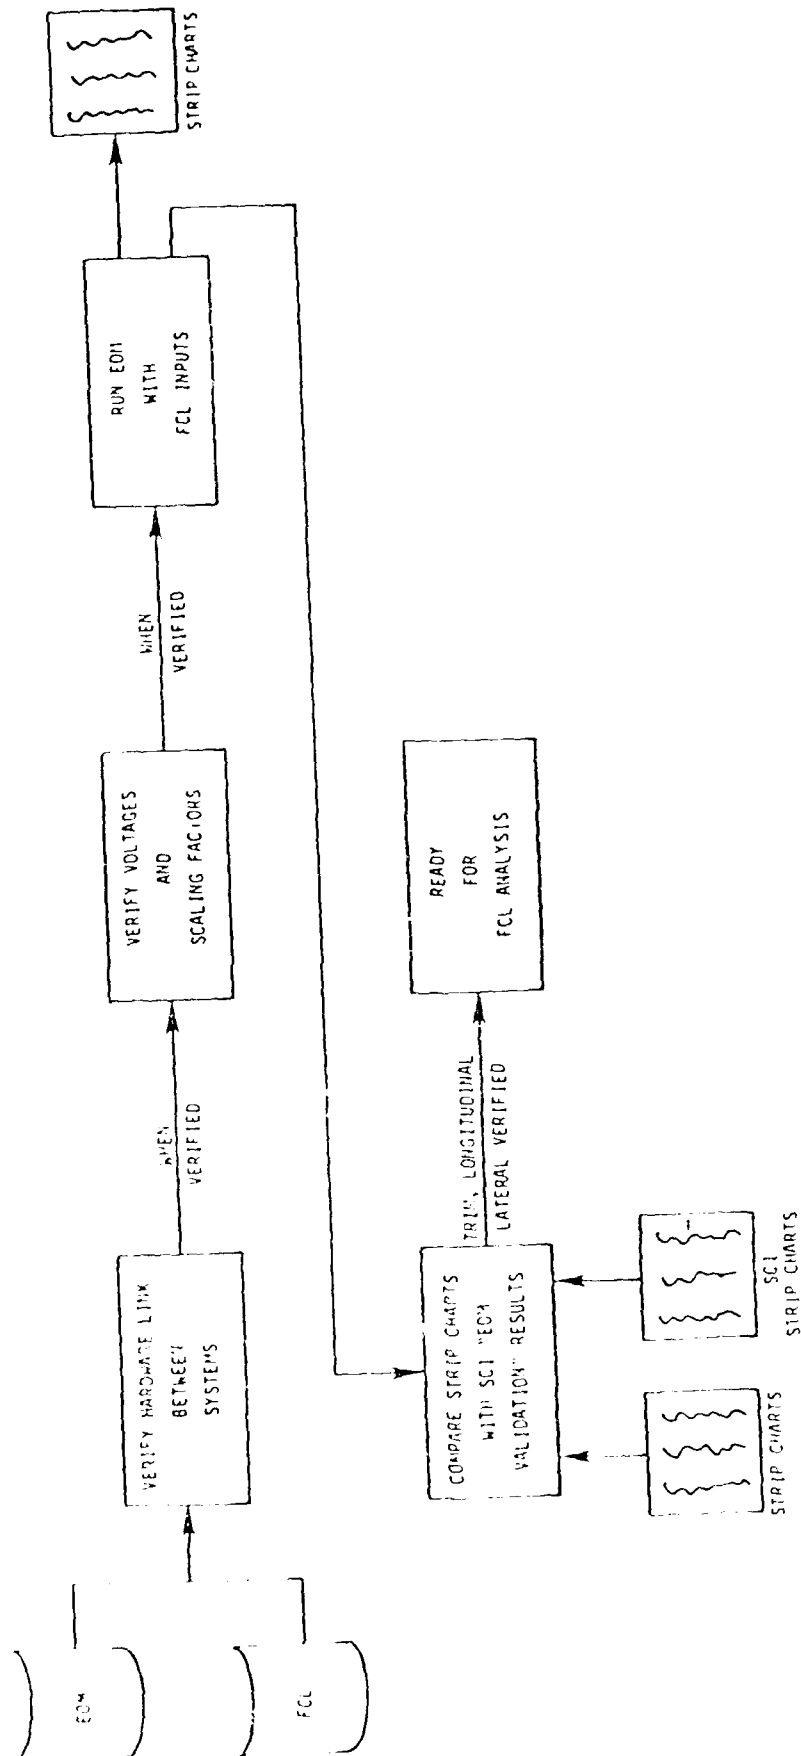 EOM
FCL
VERIFY HARDWARE LINK
BETWEEN
SYSTEMS
WHEN
VERIFIED
VERIFY VOLTAGES
AND
SCALING FACTORS
WHEN
VERIFIED
RUN EOM
WITH
FCL INPUTS
STRIP CHARTS
COMPARE STRIP CHARTS
WITH SCI "EOM
VALIDATION" RESULTS
TRIM, LONGITUDINAL
LATERAL VERIFIED
READY
FOR
FCL ANALYSIS
STRIP CHARTS
SCI
STRIP CHARTS